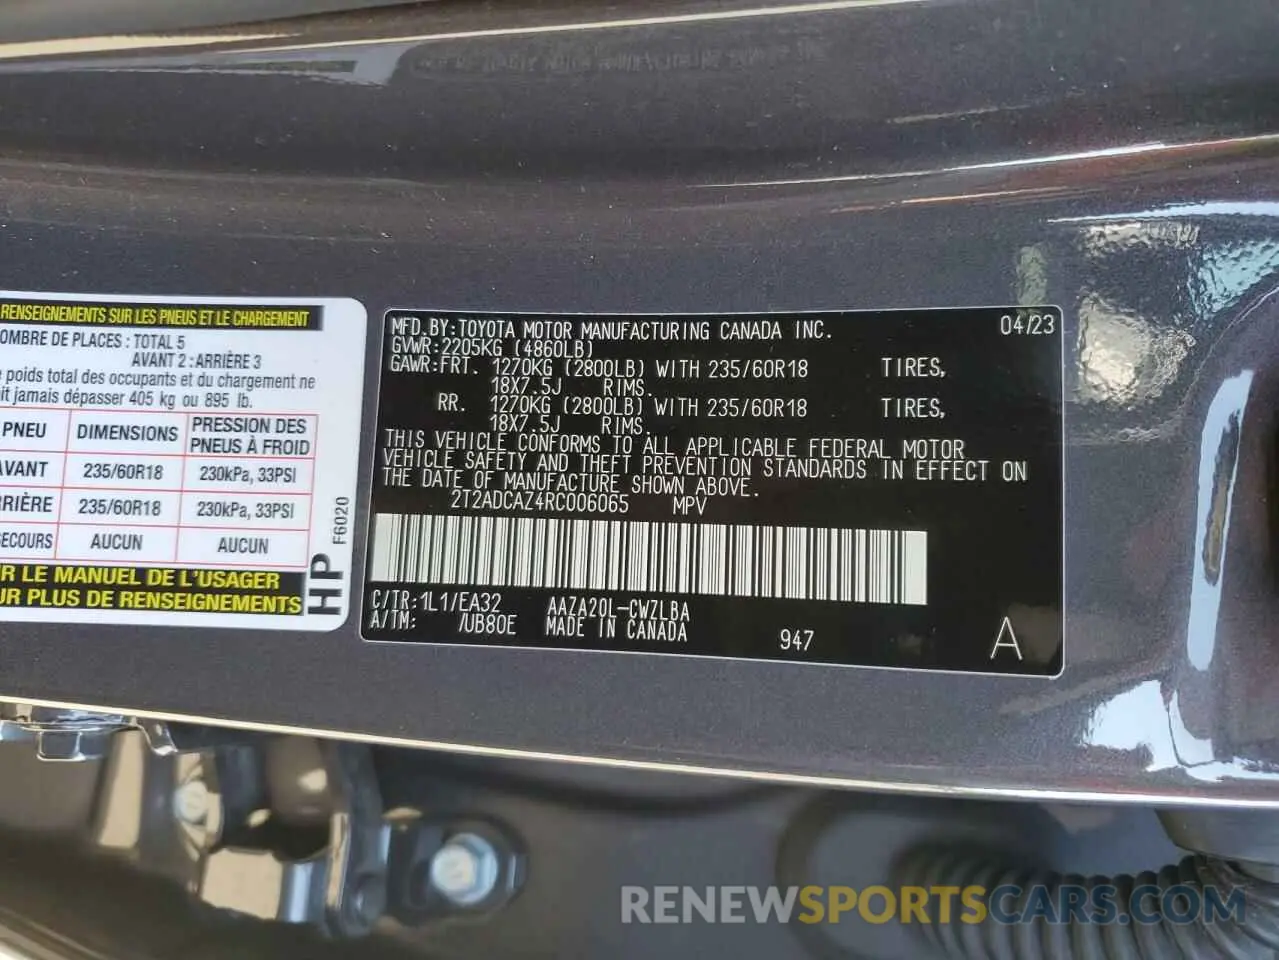 RENSEIGNEMENTS SUR LES PNEUS ET LE CHARGEMENT
OMBRE DE PLACES : TOTAL 5
AVANT 2 : ARRIÈRE 3
poids total des occupants et du chargement ne
it jamais dépasser 405 kg ou 895 lb.
PNEU DIMENSIONS PRESSION DES PNEUS À FROID
AVANT 235/60R18 230kPa, 33PSI
RRIÈRE 235/60R18 230kPa, 33PSI
ECOURS AUCUN AUCUN
R LE MANUEL DE L'USAGER
UR PLUS DE RENSEIGNEMENTS
HP F6020
MFD.BY:TOYOTA MOTOR MANUFACTURING CANADA INC. 04/23
GVWR:2205KG (4860LB)
GAWR:FRT. 1270KG (2800LB) WITH 235/60R18 TIRES,
18X7.5J RIMS.
RR. 1270KG (2800LB) WITH 235/60R18 TIRES,
18X7.5J RIMS.
THIS VEHICLE CONFORMS TO ALL APPLICABLE FEDERAL MOTOR
VEHICLE SAFETY AND THEFT PREVENTION STANDARDS IN EFFECT ON
THE DATE OF MANUFACTURE SHOWN ABOVE.
2T2ADCAZ4RC006065 MPV
C/TR:1L1/EA32 AAZA20L-CWZLBA
A/TM: /UB80E MADE IN CANADA 947 A
RENEWSPORTSCARS.COM